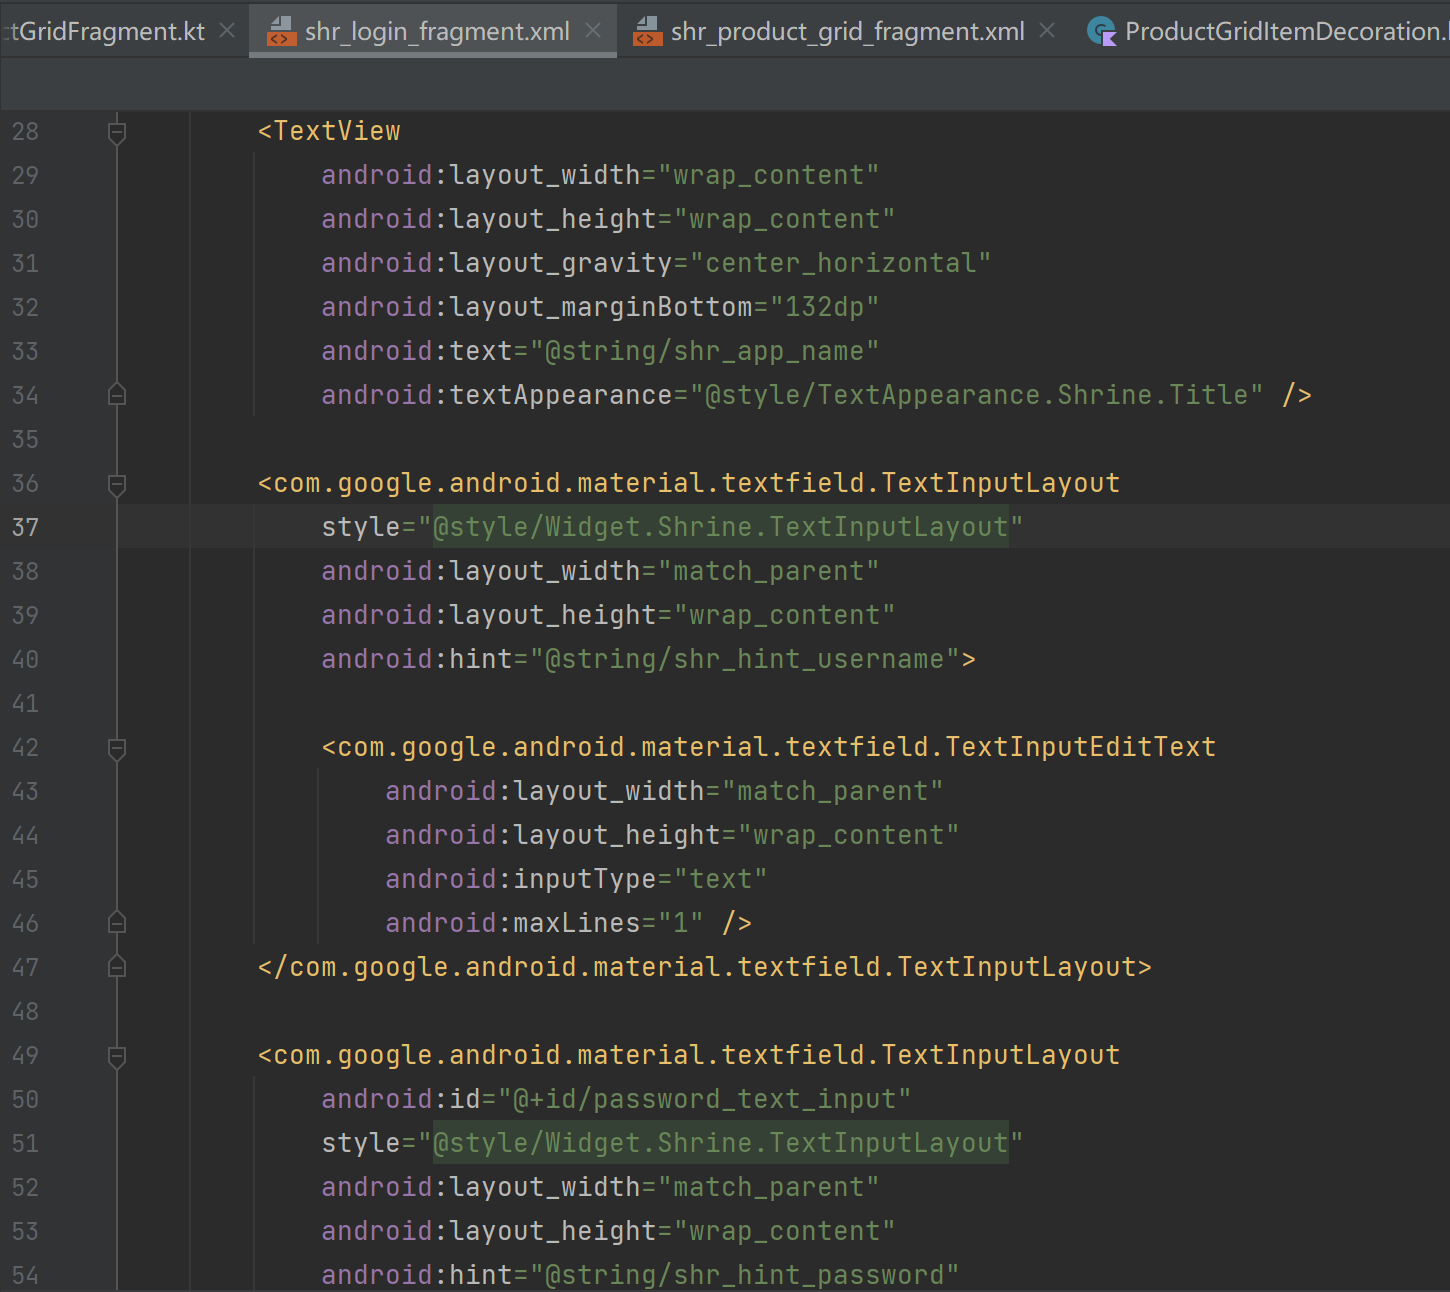 ctGridFragment.kt shr_login_fragment.xml shr_product_grid_fragment.xml ProductGridItemDecoration.
28 <TextView
29 android:layout_width="wrap_content"
30 android:layout_height="wrap_content"
31 android:layout_gravity="center_horizontal"
32 android:layout_marginBottom="132dp"
33 android:text="@string/shr_app_name"
34 android:textAppearance="@style/TextAppearance.Shrine.Title" />
35
36 <com.google.android.material.textfield.TextInputLayout
37 style="@style/Widget.Shrine.TextInputLayout"
38 android:layout_width="match_parent"
39 android:layout_height="wrap_content"
40 android:hint="@string/shr_hint_username">
41
42 <com.google.android.material.textfield.TextInputEditText
43 android:layout_width="match_parent"
44 android:layout_height="wrap_content"
45 android:inputType="text"
46 android:maxLines="1" />
47 </com.google.android.material.textfield.TextInputLayout>
48
49 <com.google.android.material.textfield.TextInputLayout
50 android:id="@+id/password_text_input"
51 style="@style/Widget.Shrine.TextInputLayout"
52 android:layout_width="match_parent"
53 android:layout_height="wrap_content"
54 android:hint="@string/shr_hint_password"